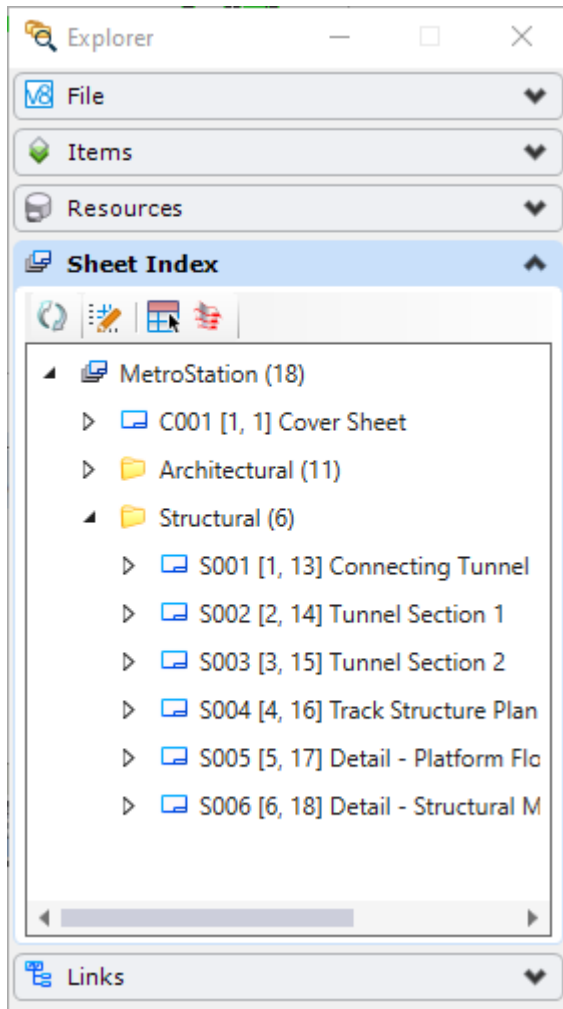 Explorer
File
Items
Resources
Sheet Index
MetroStation (18)
C001 [1, 1] Cover Sheet
Architectural (11)
Structural (6)
S001 [1, 13] Connecting Tunnel
S002 [2, 14] Tunnel Section 1
S003 [3, 15] Tunnel Section 2
S004 [4, 16] Track Structure Plan
S005 [5, 17] Detail - Platform Flo
S006 [6, 18] Detail - Structural M
Links